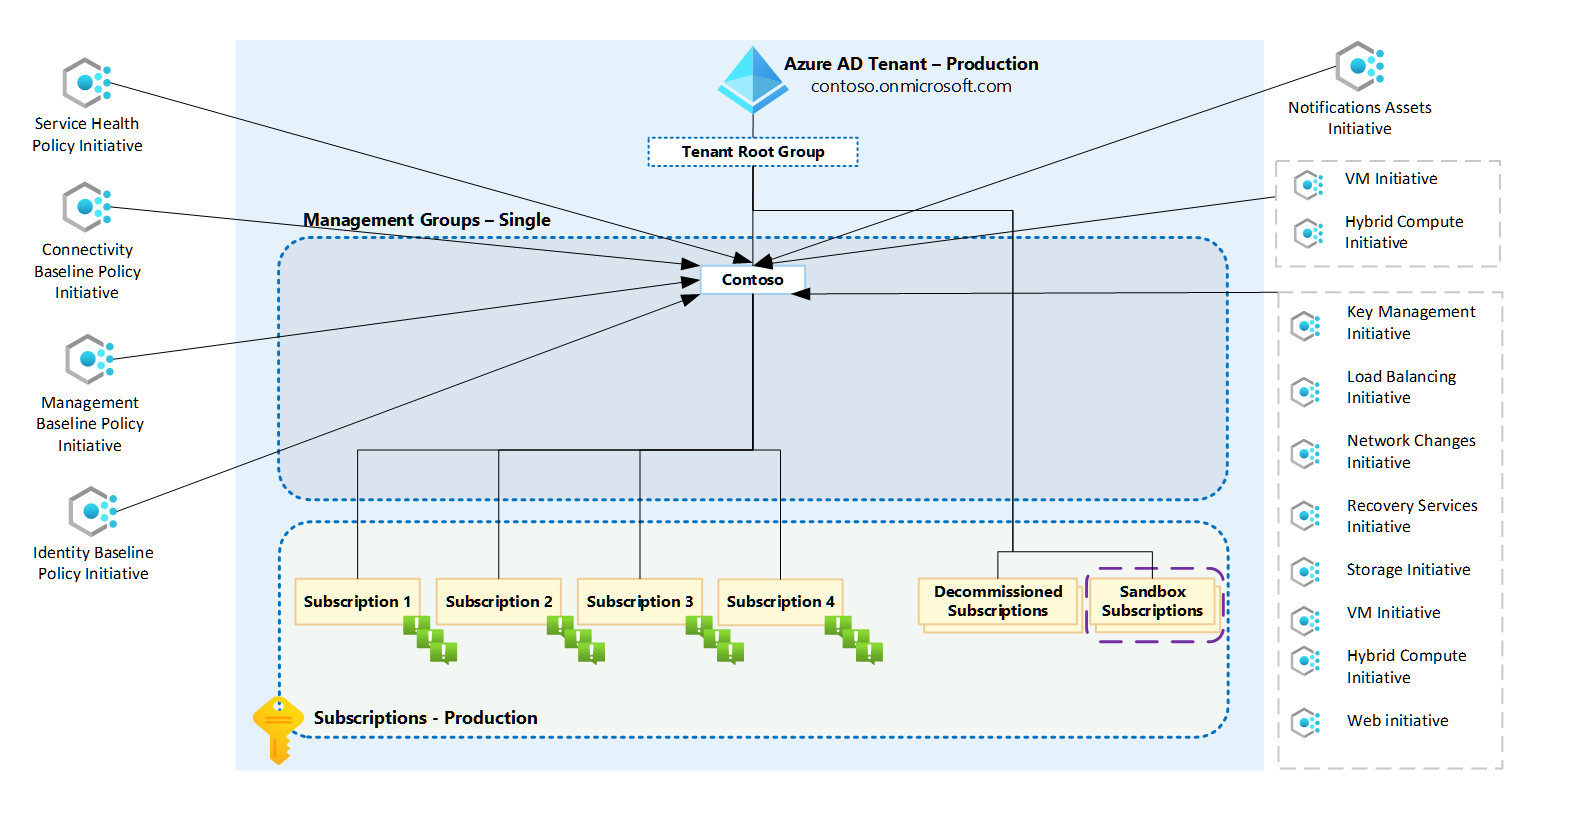 Azure AD Tenant – Production
contoso.onmicrosoft.com
Tenant Root Group
Management Groups – Single
Contoso
Service Health
Policy Initiative
Connectivity
Baseline Policy
Initiative
Management
Baseline Policy
Initiative
Identity Baseline
Policy Initiative
Notifications Assets
Initiative
VM Initiative
Hybrid Compute
Initiative
Key Management
Initiative
Load Balancing
Initiative
Network Changes
Initiative
Recovery Services
Initiative
Storage Initiative
VM Initiative
Hybrid Compute
Initiative
Web initiative
Subscription 1
Subscription 2
Subscription 3
Subscription 4
Decommissioned
Subscriptions
Sandbox
Subscriptions
Subscriptions - Production